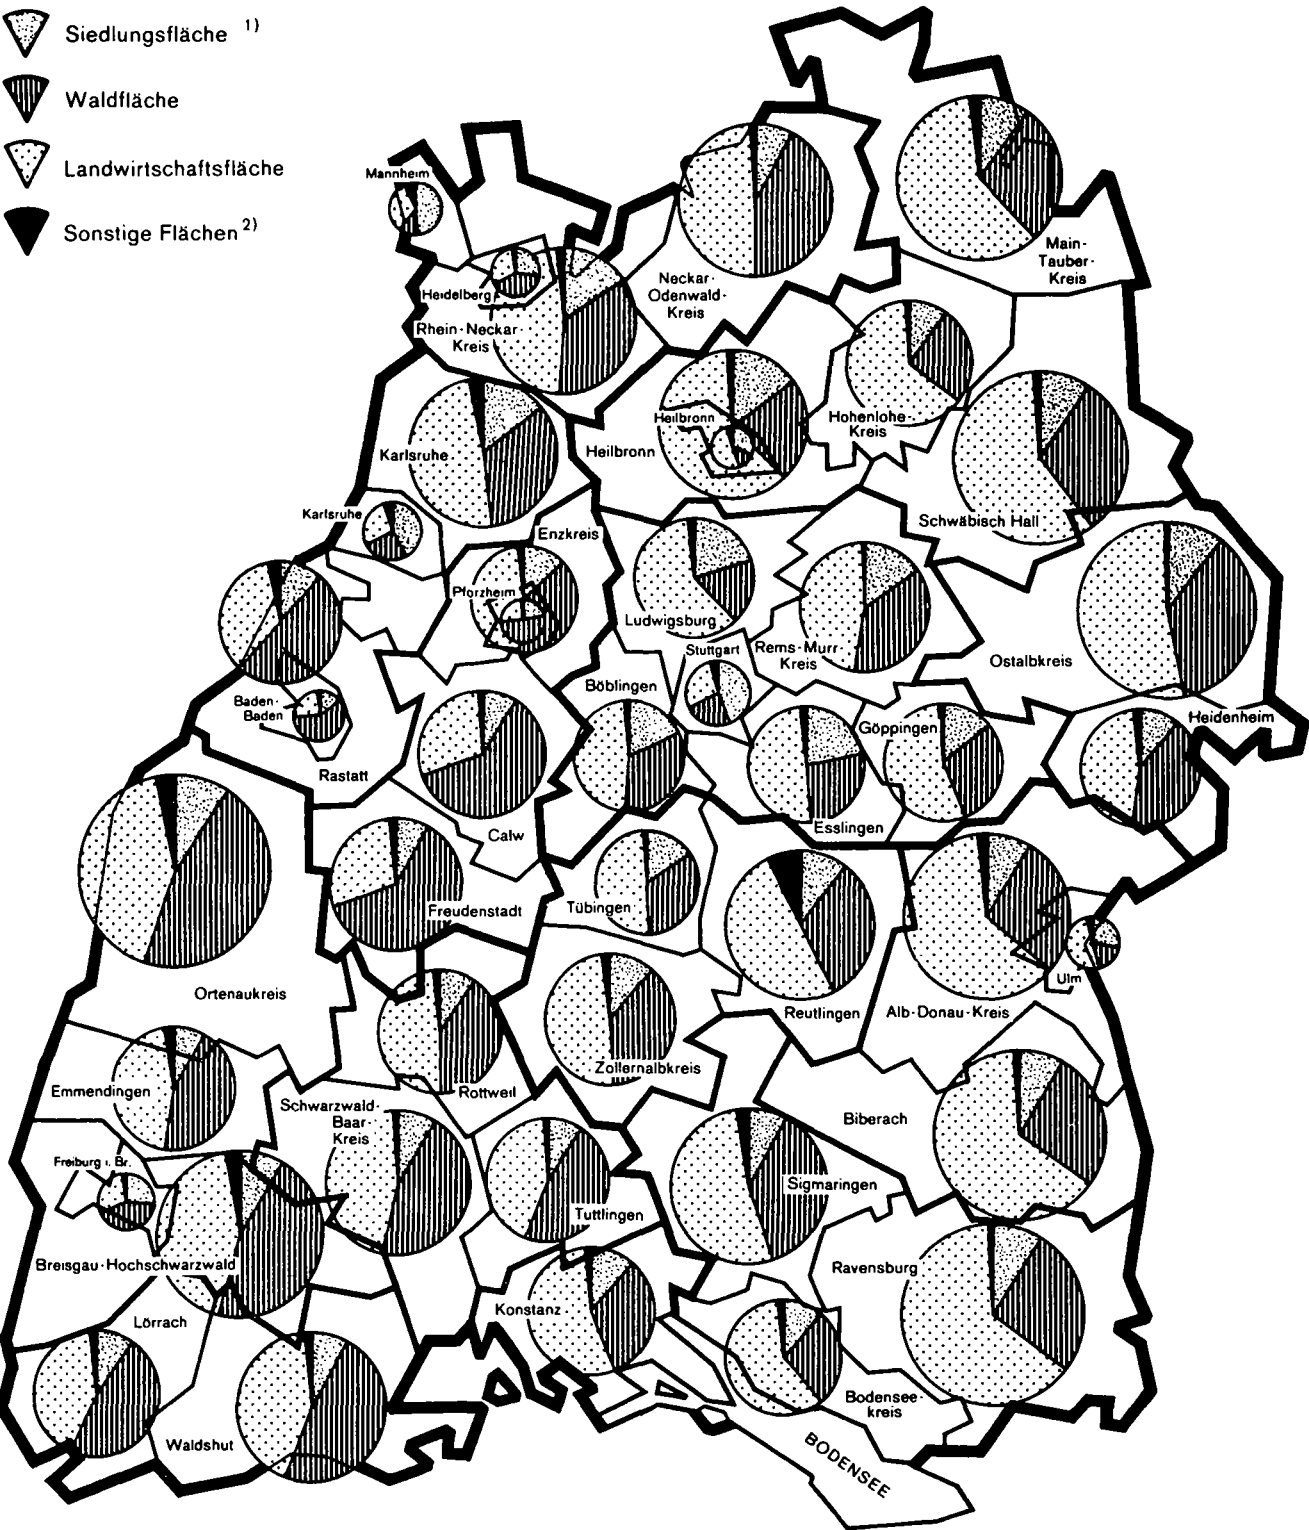 Siedlungsfläche 1)
Waldfläche
Landwirtschaftsfläche
Sonstige Flächen 2)
Mannheim
Main-
Tauber-
Kreis
Neckar-
Odenwald-
Kreis
Heidelberg
Rhein-Neckar-
Kreis
Heilbronn
Hohenlohe-
Kreis
Heilbronn
Karlsruhe
Karlsruhe
Schwäbisch Hall
Enzkreis
Pforzheim
Ludwigsburg
Rems-Murr-
Kreis
Stuttgart
Ostalbkreis
Böblingen
Baden-
Baden
Göppingen
Heidenheim
Rastatt
Esslingen
Calw
Tübingen
Freudenstadt
Ulm
Ortenaukreis
Reutlingen
Alb-Donau-Kreis
Zollernalbkreis
Emmendingen
Rottweil
Schwarzwald-
Baar-
Kreis
Biberach
Freiburg i. Br.
Sigmaringen
Tuttlingen
Breisgau-Hochschwarzwald
Ravensburg
Konstanz
Lörrach
Bodensee-
kreis
Waldshut
BODENSEE